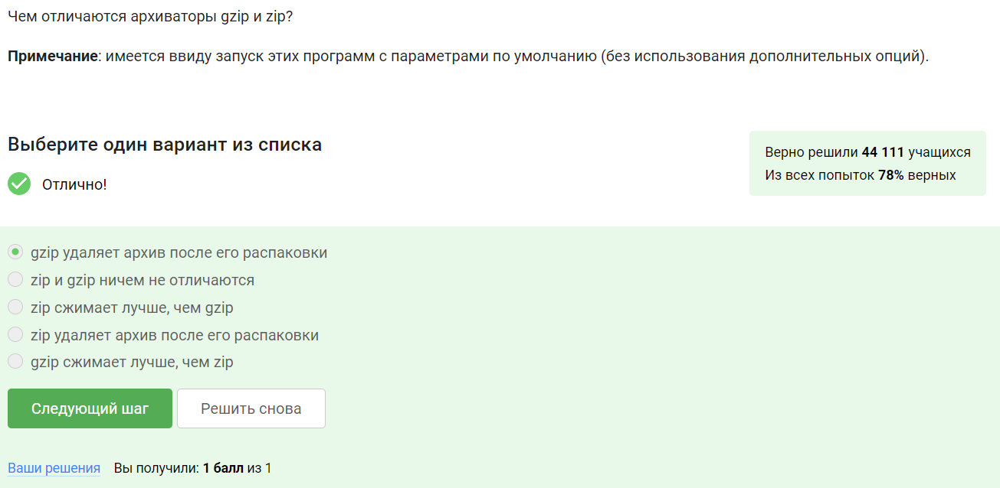 Чем отличаются архиваторы gzip и zip?
Примечание: имеется ввиду запуск этих программ с параметрами по умолчанию (без использования дополнительных опций).
Выберите один вариант из списка
Отлично!
Верно решили 44 111 учащихся
Из всех попыток 78% верных
gzip удаляет архив после его распаковки
zip и gzip ничем не отличаются
zip сжимает лучше, чем gzip
zip удаляет архив после его распаковки
gzip сжимает лучше, чем zip
Следующий шаг
Решить снова
Ваши решения Вы получили: 1 балл из 1